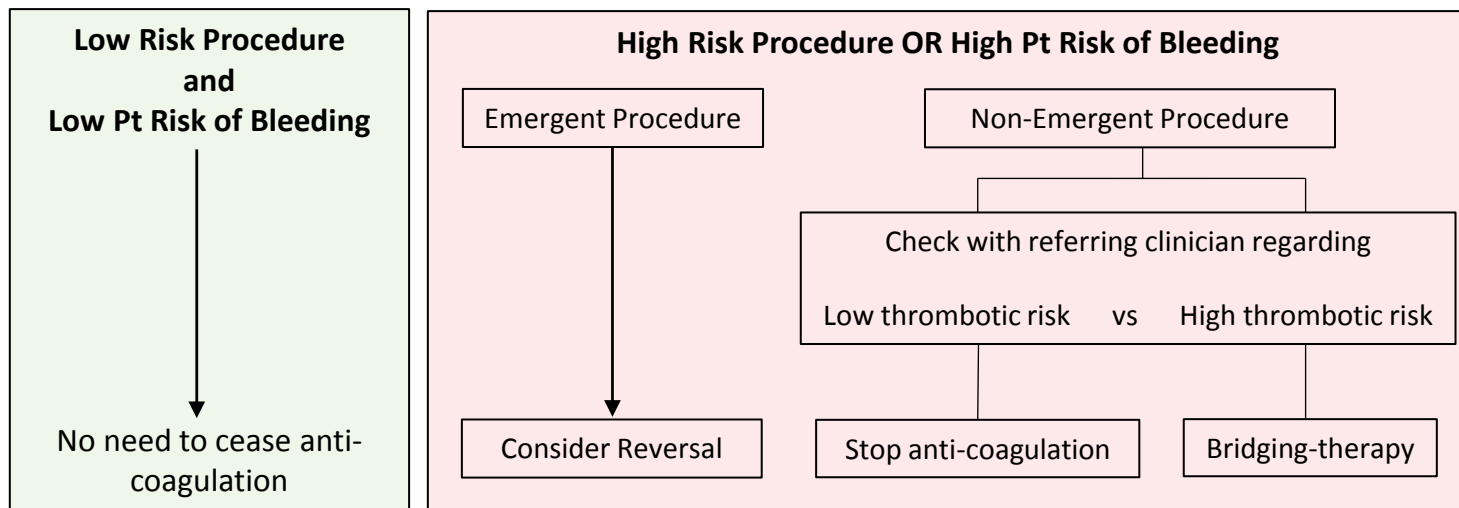 Low Risk Procedure
and
Low Pt Risk of Bleeding
No need to cease anti-
coagulation
High Risk Procedure OR High Pt Risk of Bleeding
Emergent Procedure
Non-Emergent Procedure
Check with referring clinician regarding
Low thrombotic risk vs High thrombotic risk
Consider Reversal
Stop anti-coagulation
Bridging-therapy